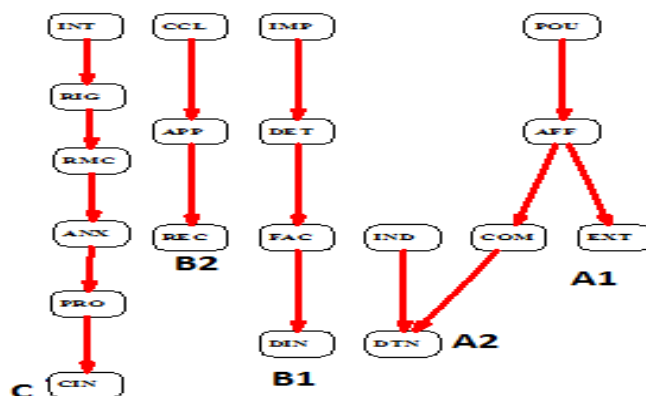 INT CCL IMP POU
RIG
APP DET AFF
RMC
ANX REC FAC IND COM EXT
B2 A1
PRO
DIN DTN A2
B1
C CIN